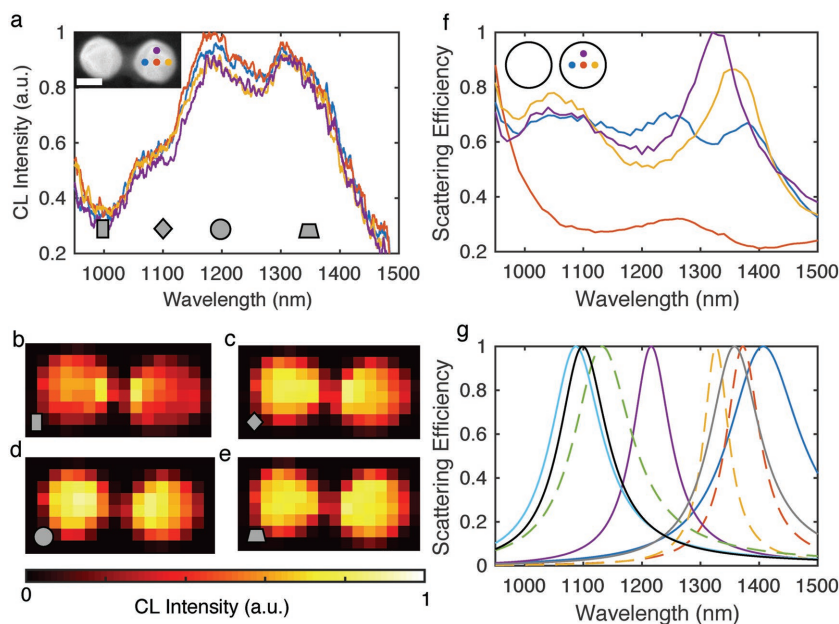 a
CL Intensity (a.u.)
1
0.8
0.6
0.4
0.2
1000 1100 1200 1300 1400 1500
Wavelength (nm)
f
Scattering Efficiency
1
0.8
0.6
0.4
0.2
1000 1100 1200 1300 1400 1500
Wavelength (nm)
b
c
d
e
0 1
CL Intensity (a.u.)
g
Scattering Efficiency
1
0.8
0.6
0.4
0.2
0
1000 1100 1200 1300 1400 1500
Wavelength (nm)